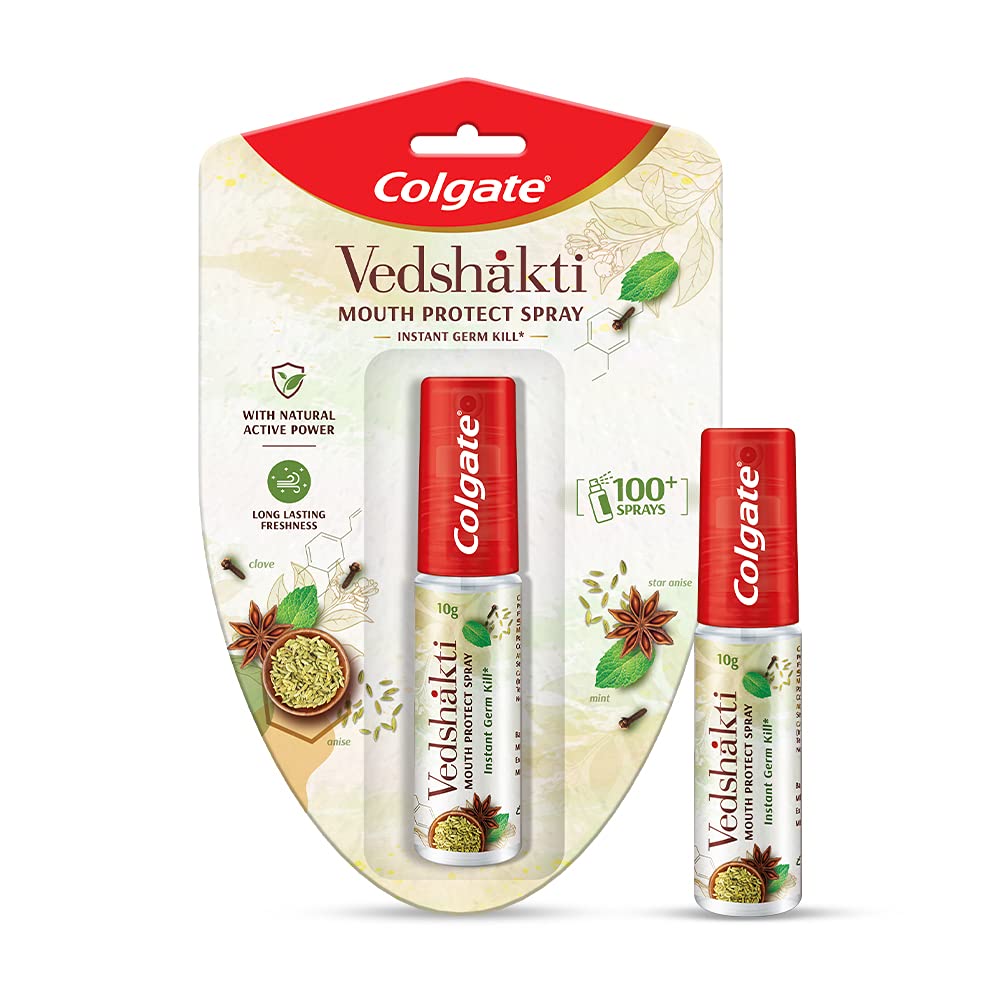 Colgate®
Vedshakti
MOUTH PROTECT SPRAY
INSTANT GERM KILL*
WITH NATURAL
ACTIVE POWER
LONG LASTING
FRESHNESS
100+
SPRAYS
clove
anise
star anise
mint
Colgate®
10g
Vedshakti
MOUTH PROTECT SPRAY
Instant Germ Kill*
Colgate®
10g
Vedshakti
MOUTH PROTECT SPRAY
Instant Germ Kill*